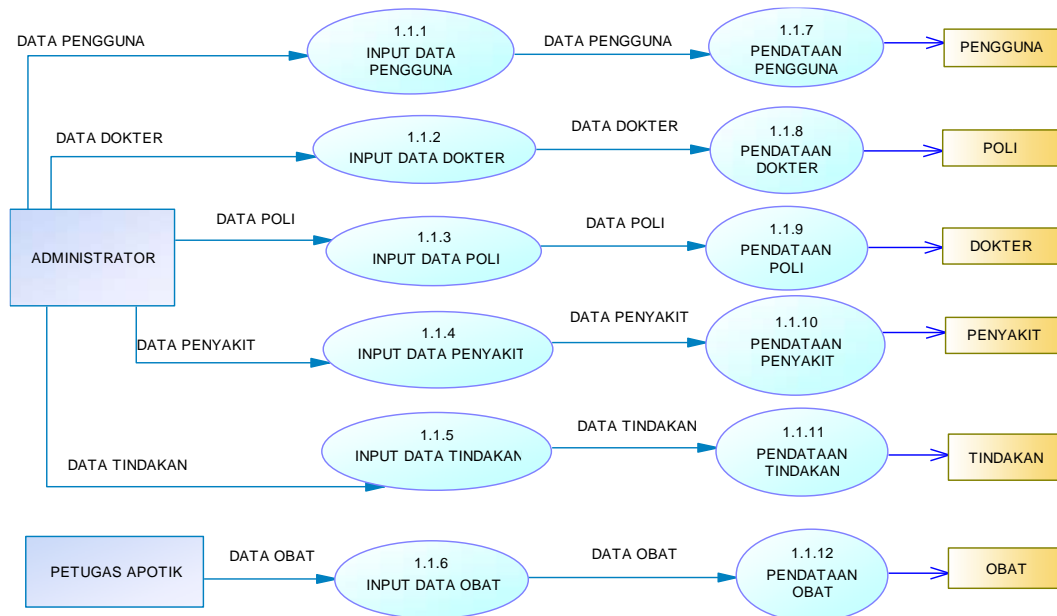 DATA PENGGUNA
1.1.1
INPUT DATA
PENGGUNA
DATA PENGGUNA
1.1.7
PENDATAAN
PENGGUNA
PENGGUNA
DATA DOKTER
1.1.2
INPUT DATA DOKTER
DATA DOKTER
1.1.8
PENDATAAN
DOKTER
POLI
ADMINISTRATOR
DATA POLI
1.1.3
INPUT DATA POLI
DATA POLI
1.1.9
PENDATAAN
POLI
DOKTER
DATA PENYAKIT
1.1.4
INPUT DATA PENYAKIT
DATA PENYAKIT
1.1.10
PENDATAAN
PENYAKIT
PENYAKIT
DATA TINDAKAN
1.1.5
INPUT DATA TINDAKAN
DATA TINDAKAN
1.1.11
PENDATAAN
TINDAKAN
TINDAKAN
PETUGAS APOTIK
DATA OBAT
1.1.6
INPUT DATA OBAT
DATA OBAT
1.1.12
PENDATAAN
OBAT
OBAT